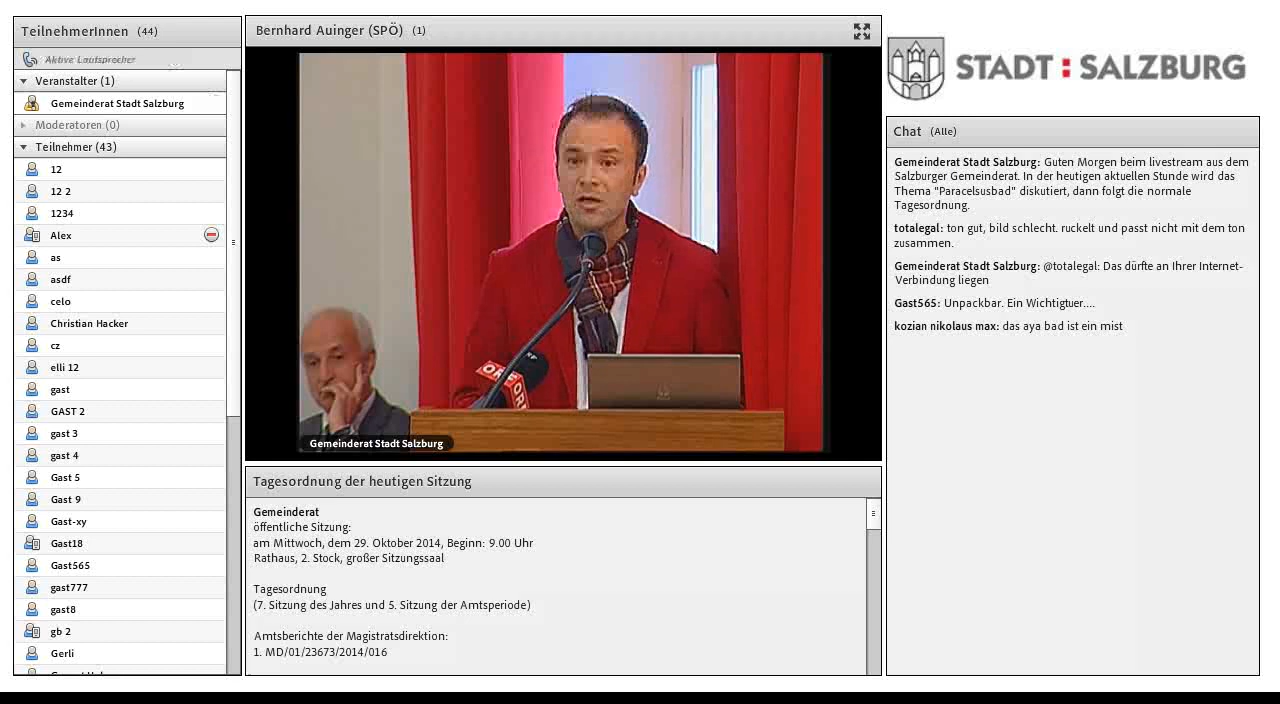 TeilnehmerInnen (44)
Aktive Lautsprecher
Veranstalter (1)
Gemeinderat Stadt Salzburg
Moderatoren (0)
Teilnehmer (43)
12
12 2
1234
Alex
as
asdf
celo
Christian Hacker
cz
elli 12
gast
GAST 2
gast 3
gast 4
Gast 5
Gast 9
Gast-xy
Gast18
Gast565
gast777
gast8
gb 2
Gerli
Bernhard Auinger (SPÖ) (1)
ORF
ORF
Gemeinderat Stadt Salzburg
Tagesordnung der heutigen Sitzung
Gemeinderat
öffentliche Sitzung:
am Mittwoch, dem 29. Oktober 2014, Beginn: 9.00 Uhr
Rathaus, 2. Stock, großer Sitzungssaal
Tagesordnung
(7. Sitzung des Jahres und 5. Sitzung der Amtsperiode)
Amtsberichte der Magistratsdirektion:
1. MD/01/23673/2014/016
STADT : SALZBURG
Chat (Alle)
Gemeinderat Stadt Salzburg: Guten Morgen beim livestream aus dem
Salzburger Gemeinderat. In der heutigen aktuellen Stunde wird das
Thema "Paracelsusbad" diskutiert, dann folgt die normale
Tagesordnung.
totalegal: ton gut, bild schlecht. ruckelt und passt nicht mit dem ton
zusammen.
Gemeinderat Stadt Salzburg: @totalegal: Das dürfte an Ihrer Internet-
Verbindung liegen
Gast565: Unpackbar. Ein Wichtigtuer....
kozian nikolaus max: das aya bad ist ein mist